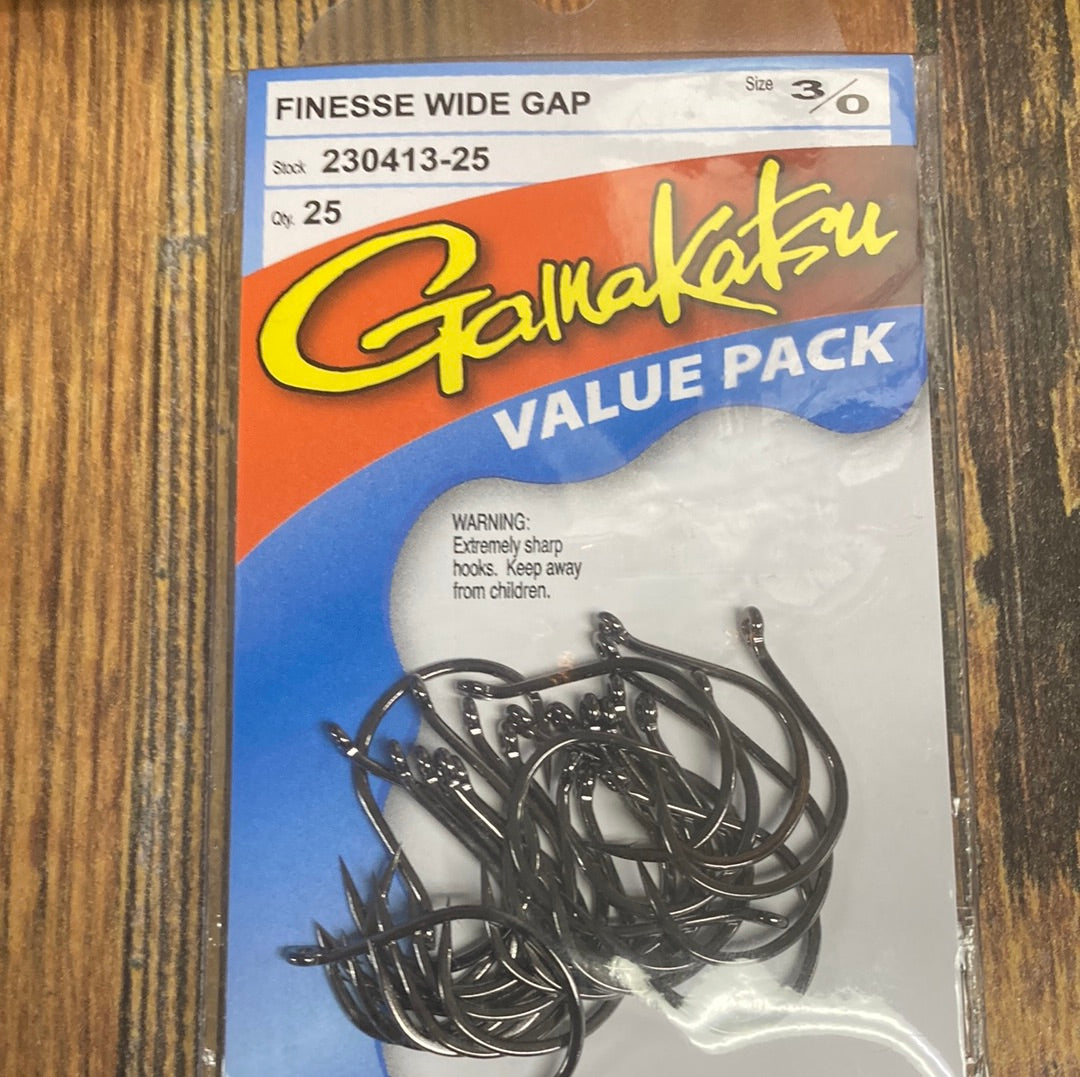 FINESSE WIDE GAP
Size 3/0
Stock 230413-25
Qty. 25
Gamakatsu
VALUE PACK
WARNING:
Extremely sharp
hooks. Keep away
from children.